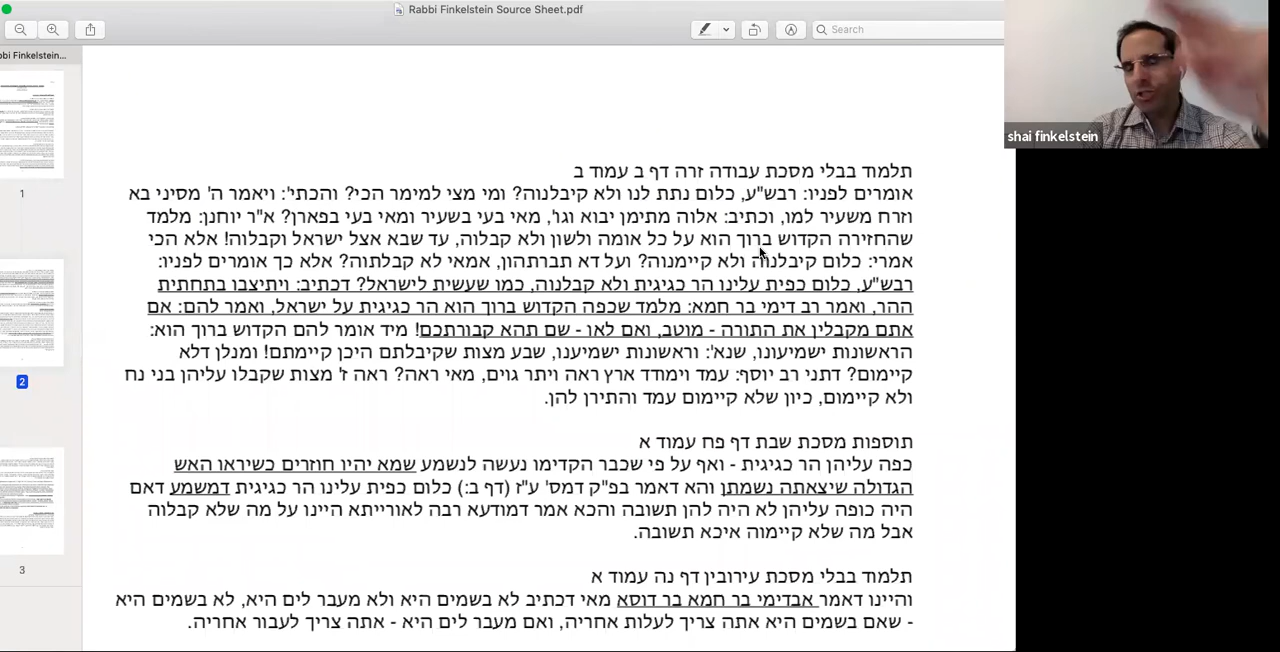 Rabbi Finkelstein Source Sheet.pdf
Search
bbi Finkelstein...
shai finkelstein
1
2
3
תלמוד בבלי מסכת עבודה זרה דף ב עמוד ב
אומרים לפניו: רבש"ע, כלום נתת לנו ולא קיבלנוה? ומי מצי למימר הכי? והכתי': ויאמר ה' מסיני בא
וזרח משעיר למו, וכתיב: אלוה מתימן יבוא וגו', מאי בעי בשעיר ומאי בעי בפארן? א"ר יוחנן: מלמד
שהחזירה הקדוש ברוך הוא על כל אומה ולשון ולא קבלוה, עד שבא אצל ישראל וקבלוה! אלא הכי
אמרי: כלום קיבלנוה ולא קיימנוה? ועל דא תברתהון, אמאי לא קבלתוה? אלא כך אומרים לפניו:
רבש"ע, כלום כפית עלינו הר כגיגית ולא קבלנוה, כמו שעשית לישראל? דכתיב: ויתיצבו בתחתית
ההר, ואמר רב דימי בר חמא: מלמד שכפה הקדוש ברוך הוא הר כגיגית על ישראל, ואמר להם: אם
אתם מקבלין את התורה - מוטב, ואם לאו - שם תהא קבורתכם! מיד אומר להם הקדוש ברוך הוא:
הראשונות ישמיעונו, שנא': וראשונות ישמיענו, שבע מצות שקיבלתם היכן קיימתם! ומנלן דלא
קיימום? דתני רב יוסף: עמד וימודד ארץ ראה ויתר גוים, מאי ראה? ראה ז' מצות שקבלו עליהן בני נח
ולא קיימום, כיון שלא קיימום עמד והתירן להן.
תוספות מסכת שבת דף פח עמוד א
כפה עליהן הר כגיגית - ואף על פי שכבר הקדימו נעשה לנשמע שמא יהיו חוזרים כשיראו האש
הגדולה שיצאתה נשמתן והא דאמר בפ"ק דמס' ע"ז (דף ב:) כלום כפית עלינו הר כגיגית דמשמע דאם
היה כופה עליהן לא היה להן תשובה והכא אמר דמודעא רבה לאורייתא היינו על מה שלא קבלוה
אבל מה שלא קיימוה איכא תשובה.
תלמוד בבלי מסכת עירובין דף נה עמוד א
והיינו דאמר אבדימי בר חמא בר דוסא מאי דכתיב לא בשמים היא ולא מעבר לים היא, לא בשמים היא
- שאם בשמים היא אתה צריך לעלות אחריה, ואם מעבר לים היא - אתה צריך לעבור אחריה.